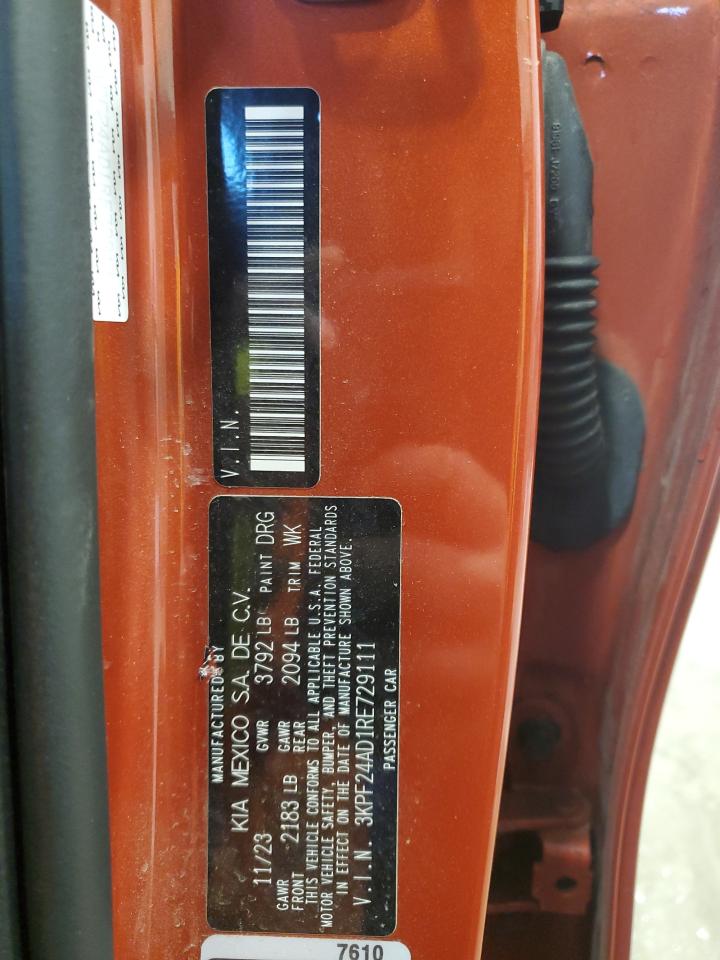 V.I.N.
MANUFACTURED BY
KIA MEXICO S.A. DE C.V.
11/23 GVWR 3792 LB PAINT DRG
GAWR FRONT 2183 LB GAWR REAR 2094 LB TRIM WK
THIS VEHICLE CONFORMS TO ALL APPLICABLE U.S.A. FEDERAL
MOTOR VEHICLE SAFETY, BUMPER, AND THEFT PREVENTION STANDARDS
IN EFFECT ON THE DATE OF MANUFACTURE SHOWN ABOVE.
V.I.N. 3KPF24AD1RE729111
PASSENGER CAR
7610